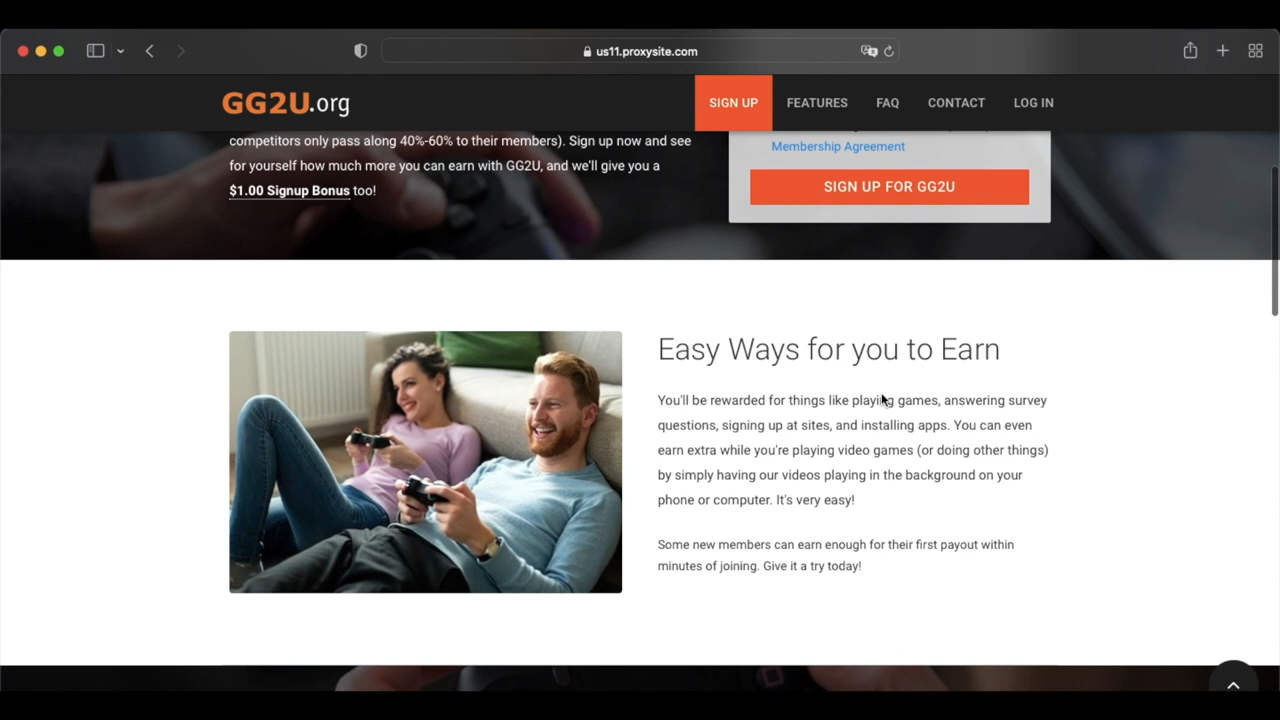 us11.proxysite.com
GG2U.org
SIGN UP
FEATURES
FAQ
CONTACT
LOG IN
competitors only pass along 40%-60% to their members). Sign up now and see
for yourself how much more you can earn with GG2U, and we'll give you a
$1.00 Signup Bonus too!
Membership Agreement
SIGN UP FOR GG2U
Easy Ways for you to Earn
You'll be rewarded for things like playing games, answering survey
questions, signing up at sites, and installing apps. You can even
earn extra while you're playing video games (or doing other things)
by simply having our videos playing in the background on your
phone or computer. It's very easy!
Some new members can earn enough for their first payout within
minutes of joining. Give it a try today!